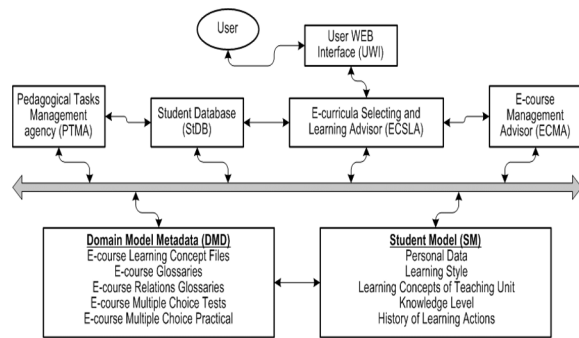 User
User WEB
Interface (UWI)
Pedagogical Tasks
Management
agency (PTMA)
Student Database
(StDB)
E-curricula Selecting and
Learning Advisor (ECSLA)
E-course
Management
Advisor (ECMA)
Domain Model Metadata (DMD)
E-course Learning Concept Files
E-course Glossaries
E-course Relations Glossaries
E-course Multiple Choice Tests
E-course Multiple Choice Practical
Student Model (SM)
Personal Data
Learning Style
Learning Concepts of Teaching Unit
Knowledge Level
History of Learning Actions